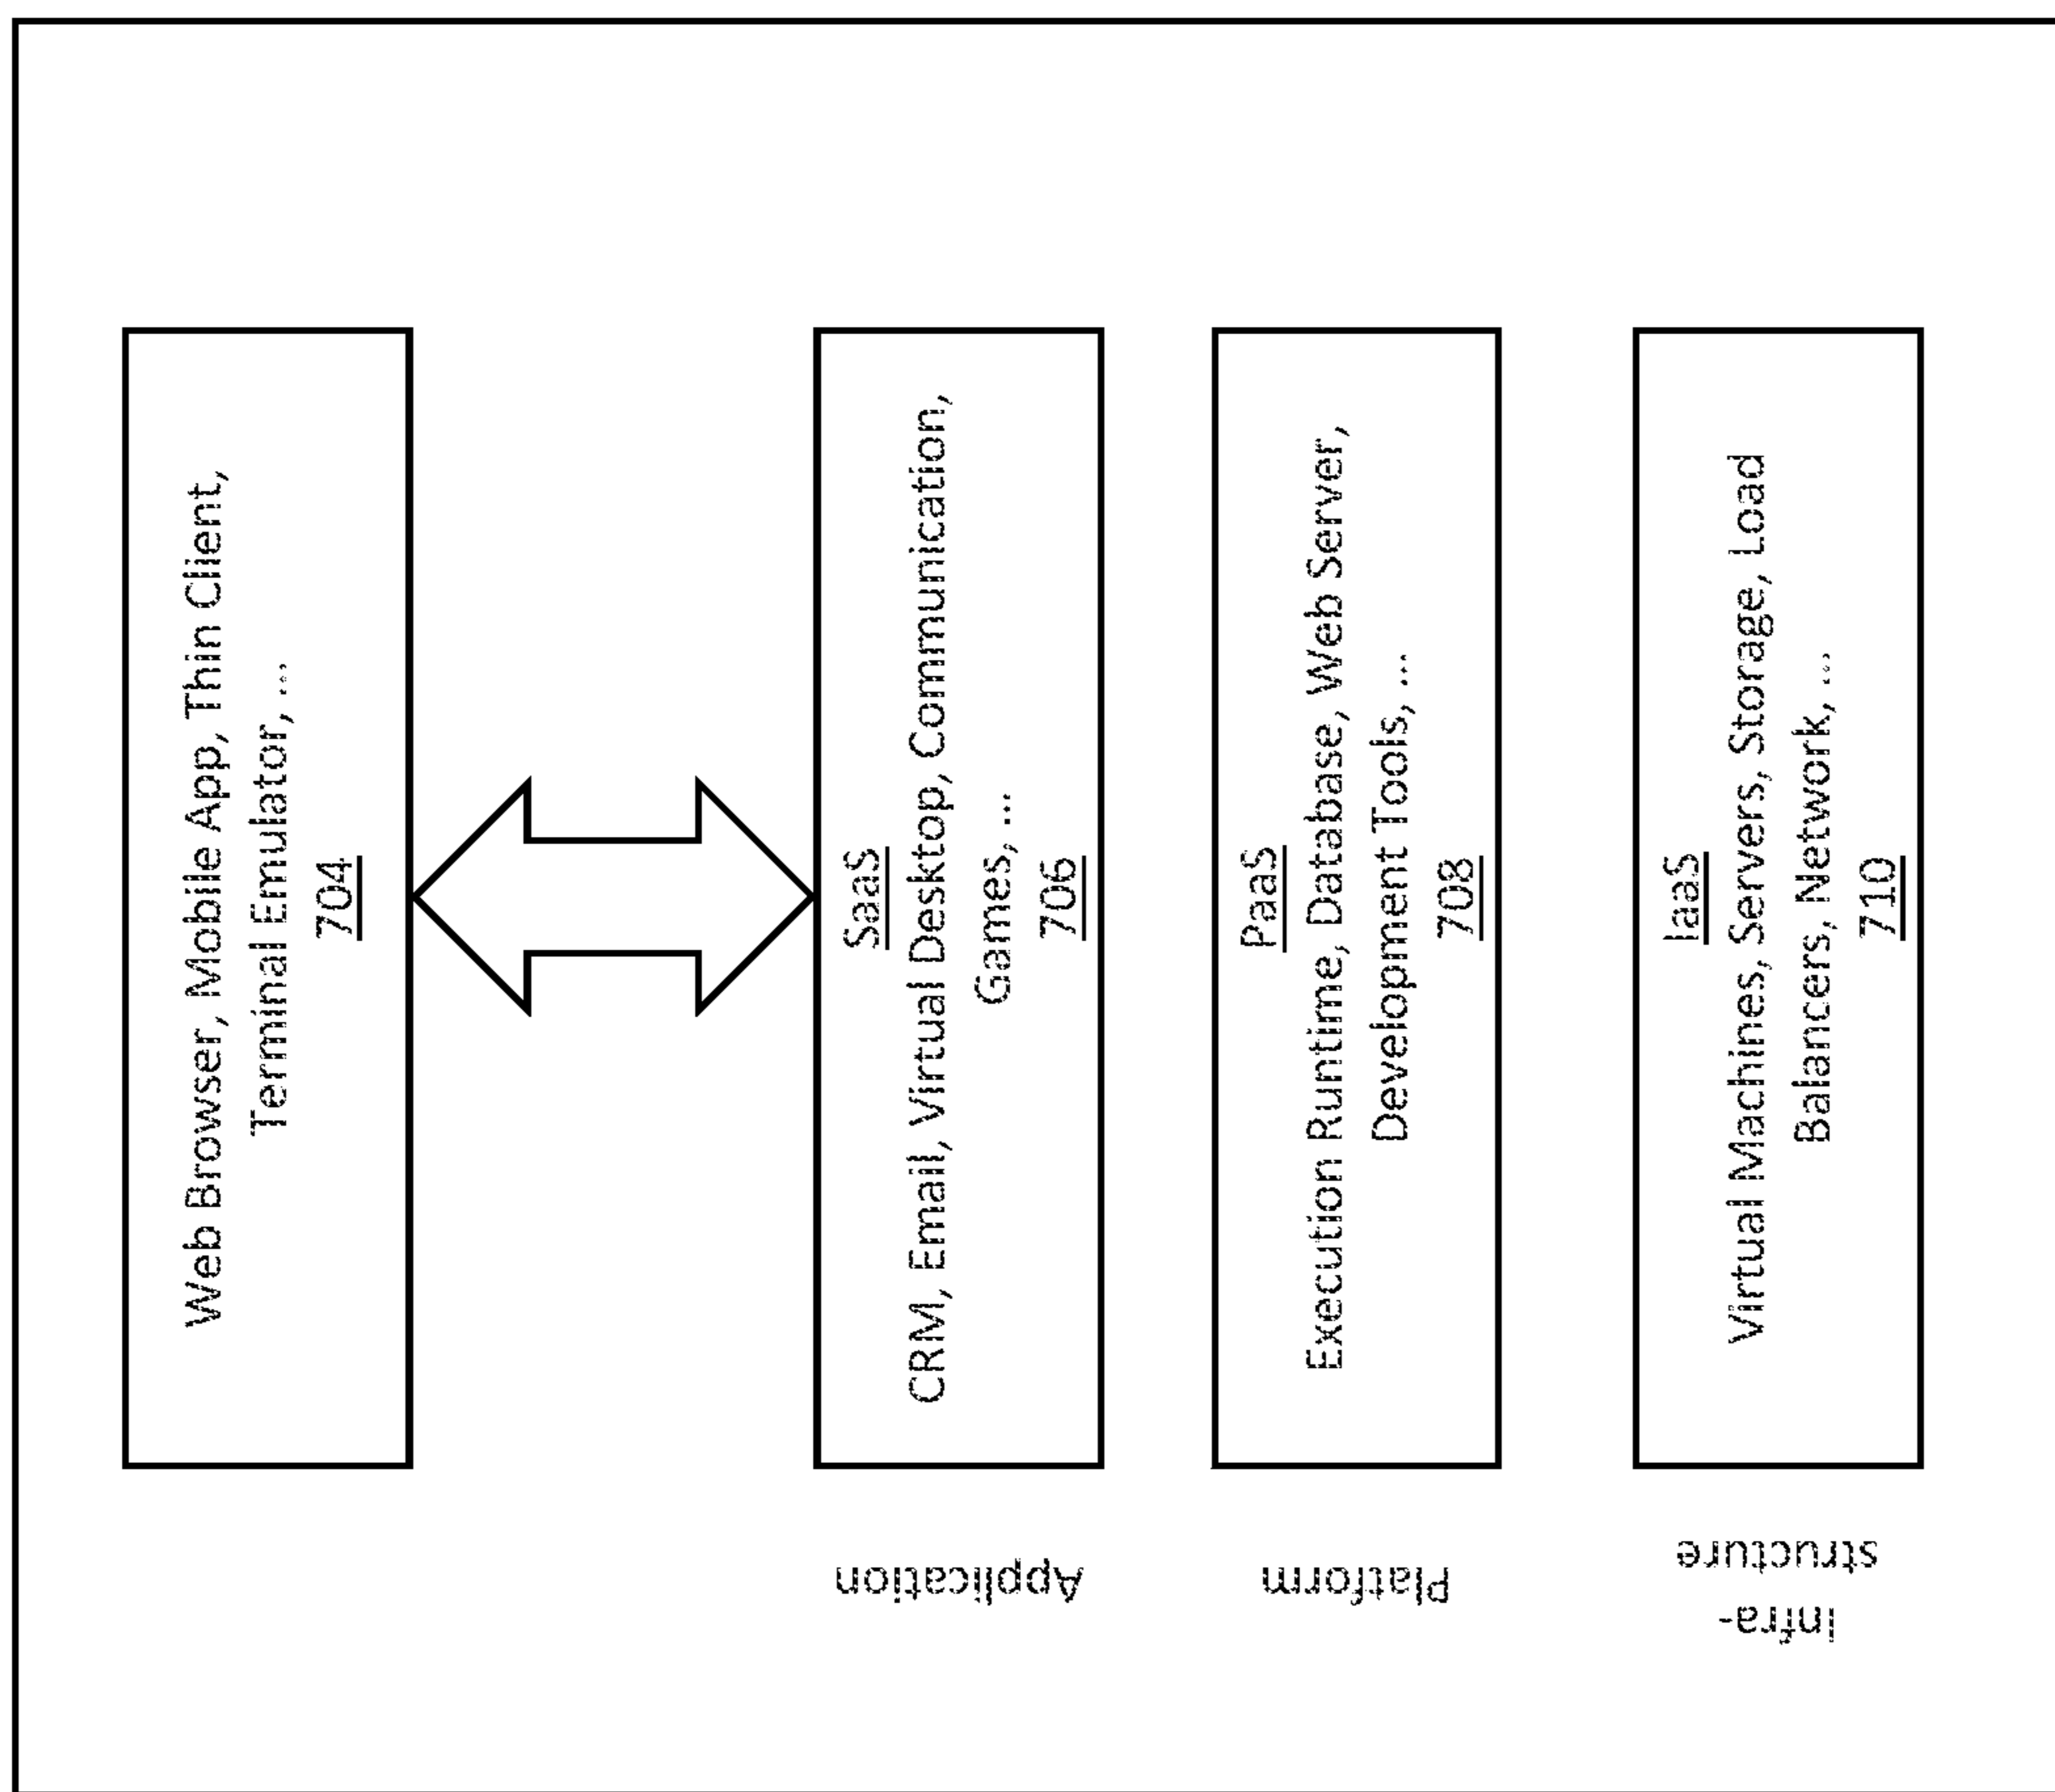 Web Browser, Mobile App, Thin Client,
Terminal Emulator, ...
704
SaaS
CRM, Email, Virtual Desktop, Communication,
Games, ...
706
Application
PaaS
Execution Runtime, Database, Web Server,
Development Tools, ...
708
Platform
IaaS
Virtual Machines, Servers, Storage, Load
Balancers, Network, ...
710
infra-
structure